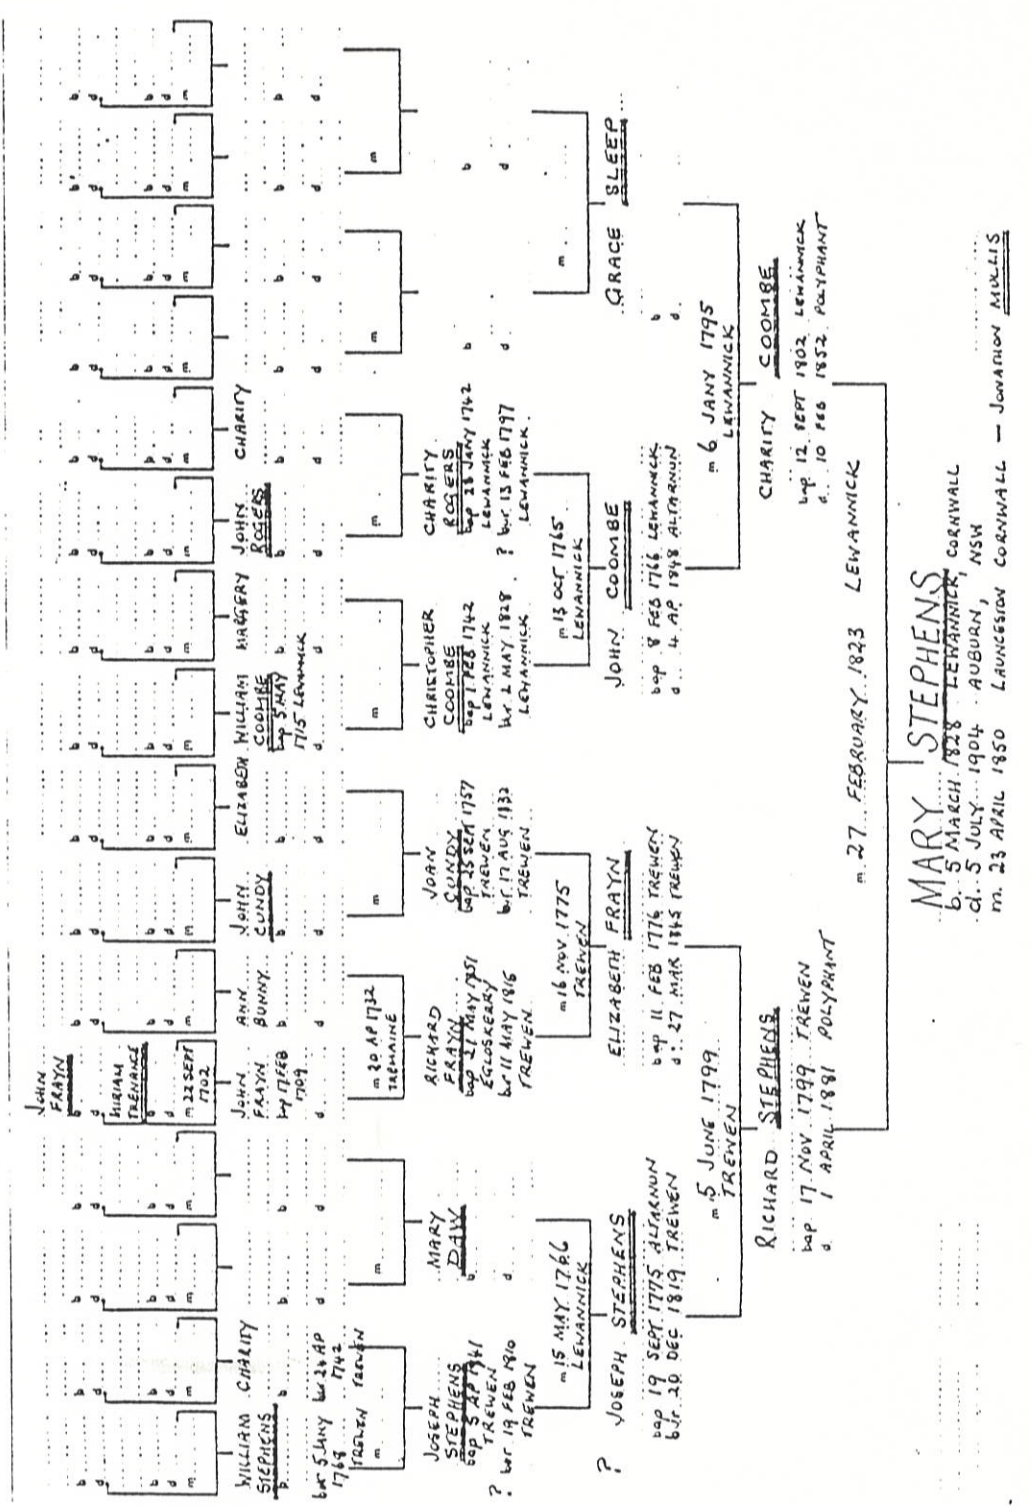 JOHN
FRAYN
b
d
MIRIAM
TRENANCE
b
d
m 22 SEPT
1702
WILLIAM
STEPHENS
b.
bur 5 JANY
1768
TREWEN
CHARITY
b
bur 26 AP
1742
TREWEN
JOHN
FRAYN
bap 17 FEB
1709
d.
ANN
BUNNY
b
d
JOHN
CUNDY
b
d.
ELIZABETH
b
d.
WILLIAM
COOMBE
bap 5 MAY
1715 LEWANNICK
d.
MARGERY
b
d
JOHN
ROGERS
b
d
CHARITY
b
d
m
m
m 20 AP 1732
TREMAINE
m
m
m
m
m
JOSEPH
STEPHENS
bap 5 AP 1741
TREWEN
? bur 19 FEB 1810
TREWEN
MARY
DAW
b
d
RICHARD
FRAYN
bap 21 MAY 1751
EGLOSKERRY
br 11 MAY 1816
TREWEN
JOAN
CUNDY
bap 25 SEPT 1757
TREWEN
br 17 AUG 1832
TREWEN
CHRISTOPHER
COOMBE
bap 1 FEB 1742
LEWANNICK
br 2 MAY 1828
LEWANNICK
CHARITY
ROGERS
bap 28 JANY 1742
LEWANNICK
? bur 13 FEB 1797
LEWANNICK
b
d
b
d
m 15 MAY 1766
LEWANNICK
m 16 NOV 1775
TREWEN
m 13 OCT 1765
LEWANNICK
m
? JOSEPH STEPHENS
bap 19 SEPT 1775 ALTARNUN
bur 20 DEC 1819 TREWEN
ELIZABETH FRAYN
bap 11 FEB 1776 TREWEN
d: 27 MAR 1845 TREWEN
JOHN COOMBE
bap 8 FEB 1766 LEWANNICK
d 4 AP 1848 ALTARNUN
GRACE SLEEP
b
d.
m 5 JUNE 1799
TREWEN
m 6 JANY 1795
LEWANNICK
RICHARD STEPHENS
bap 17 NOV 1799 TREWEN
d 1 APRIL 1881 POLYPHANT
CHARITY COOMBE
bap 12 SEPT 1802 LEWANNICK
d. 10 FEB 1852 POLYPHANT
m. 27 FEBRUARY 1823 LEWANNICK
MARY STEPHENS
b. 5 MARCH 1828 LEWANNICK, CORNWALL
d. 5 JULY 1904 AUBURN, NSW
m. 23 APRIL 1850 LAUNCESTON CORNWALL — JONATHON MULLIS